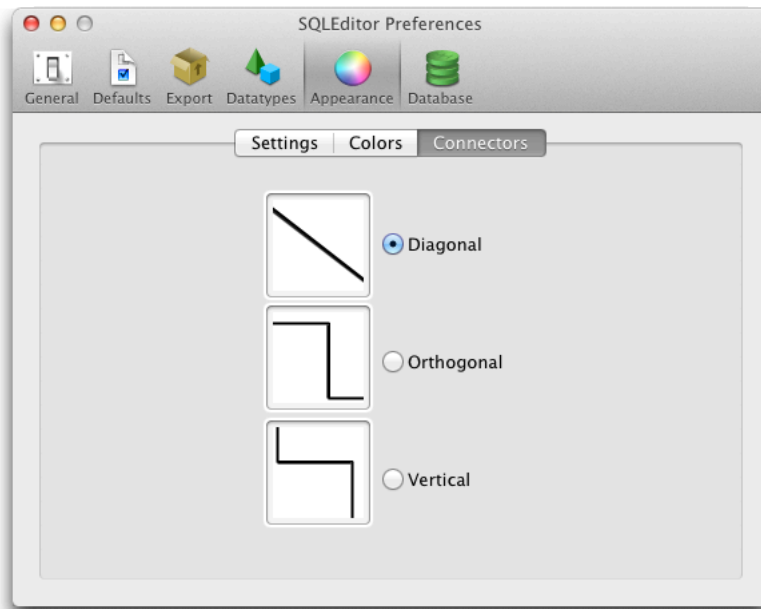 SQLEditor Preferences
General Defaults Export Datatypes Appearance Database
Settings Colors Connectors
Diagonal
Orthogonal
Vertical